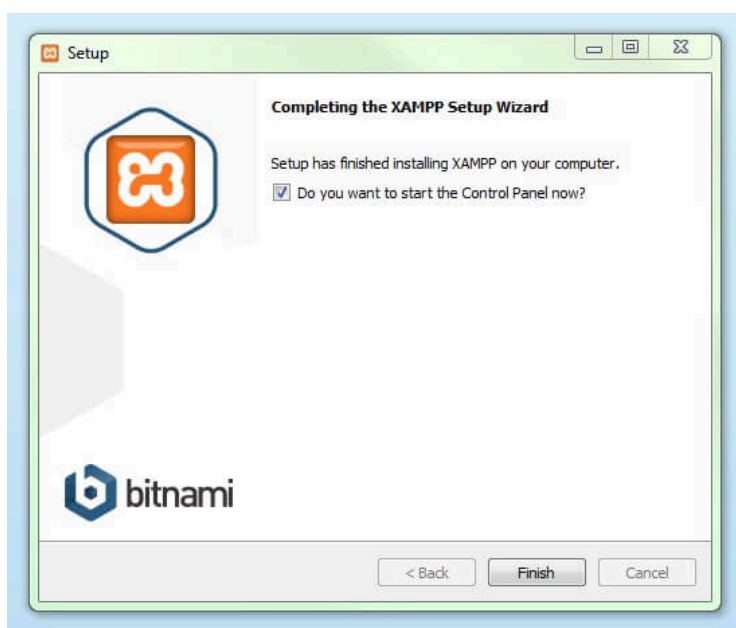 Setup
Completing the XAMPP Setup Wizard
Setup has finished installing XAMPP on your computer.
Do you want to start the Control Panel now?
bitnami
< Back
Finish
Cancel